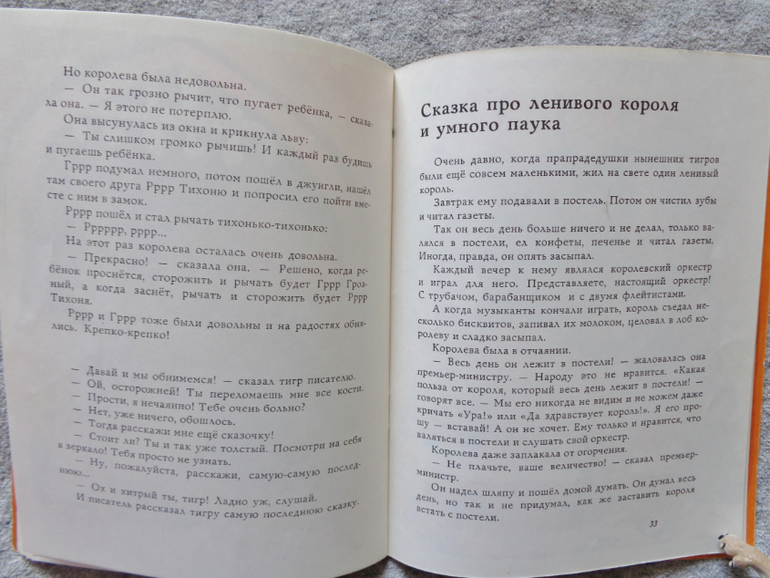 Но королева была недовольна.
— Он так грозно рычит, что пугает ребёнка, — сказа-
ла она. — Я этого не потерплю.
Она высунулась из окна и крикнула льву:
— Ты слишком громко рычишь! И каждый раз будишь
и пугаешь ребёнка.
Гррр подумал немного, потом пошёл в джунгли, нашёл
там своего друга Рррр Тихоню и попросил его пойти вме-
сте с ним в замок.
Рррр пошёл и стал рычать тихонько-тихонько:
— Рррррр, рррр...
На этот раз королева осталась очень довольна.
— Прекрасно! — сказала она. — Решено, когда ре-
бёнок проснётся, сторожить и рычать будет Гррр Гроз-
ный, а когда заснёт, рычать и сторожить будет Рррр
Тихоня.
Рррр и Гррр тоже были довольны и на радостях обня-
лись. Крепко-крепко!
— Давай и мы обнимемся! — сказал тигр писателю.
— Ой, осторожней! Ты переломаешь мне все кости.
— Прости, я нечаянно! Тебе очень больно?
— Нет, уже ничего, обошлось.
— Тогда расскажи мне ещё сказочку!
— Стоит ли? Ты и так уже толстый. Посмотри на себя
в зеркало! Тебя просто не узнать.
— Ну, пожалуйста, расскажи, самую-самую послед-
нюю...
— Ох и хитрый ты, тигр! Ладно уж, слушай.
И писатель рассказал тигру самую последнюю сказку.
Сказка про ленивого короля
и умного паука
Очень давно, когда прапрадедушки нынешних тигров
были ещё совсем маленькими, жил на свете один ленивый
король.
Завтрак ему подавали в постель. Потом он чистил зубы
и читал газеты.
Так он весь день больше ничего и не делал, только ва-
лялся в постели, ел конфеты, печенье и читал газеты.
Иногда, правда, он опять засыпал.
Каждый вечер к нему являлся королевский оркестр
и играл для него. Представляете, настоящий оркестр!
С трубачом, барабанщиком и с двумя флейтистами.
А когда музыканты кончали играть, король съедал не-
сколько бисквитов, запивал их молоком, целовал в лоб ко-
ролеву и сладко засыпал.
Королева была в отчаянии.
— Весь день он лежит в постели! — жаловалась она
премьер-министру. — Народу это не нравится. «Какая
польза от короля, который весь день лежит в постели! —
говорят все. — Мы его никогда не видим и не можем даже
кричать «Ура!» или «Да здравствует король!». Я его про-
шу — вставай! А он не хочет. Ему только и нравится, что
валяться в постели и слушать свой оркестр.
Королева даже заплакала от огорчения.
— Не плачьте, ваше величество! — сказал премьер-
министр.
Он надел шляпу и пошёл домой думать. Он думал весь
день, но так и не придумал, как же заставить короля
встать с постели.
33